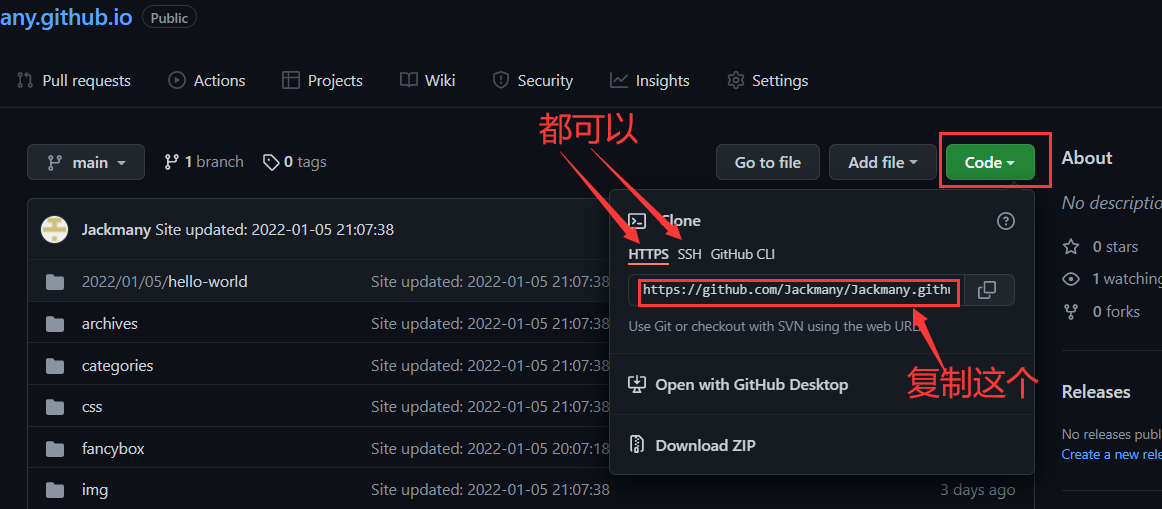 any.github.io Public
Pull requests Actions Projects Wiki Security Insights Settings
都可以
main 1 branch 0 tags Go to file Add file Code About
No descriptio
Jackmany Site updated: 2022-01-05 21:07:38
Clone
HTTPS SSH GitHub CLI
0 stars
2022/01/05/hello-world Site updated: 2022-01-05 21:07:38
https://github.com/Jackmany/Jackmany.githu
1 watching
0 forks
archives Site updated: 2022-01-05 21:07:38
Use Git or checkout with SVN using the web URL
categories Site updated: 2022-01-05 21:07:38
Open with GitHub Desktop
复制这个
Releases
css Site updated: 2022-01-05 21:07:38
No releases publ
Create a new rele
fancybox Site updated: 2022-01-05 20:07:18
Download ZIP
img Site updated: 2022-01-05 21:07:38 3 days ago